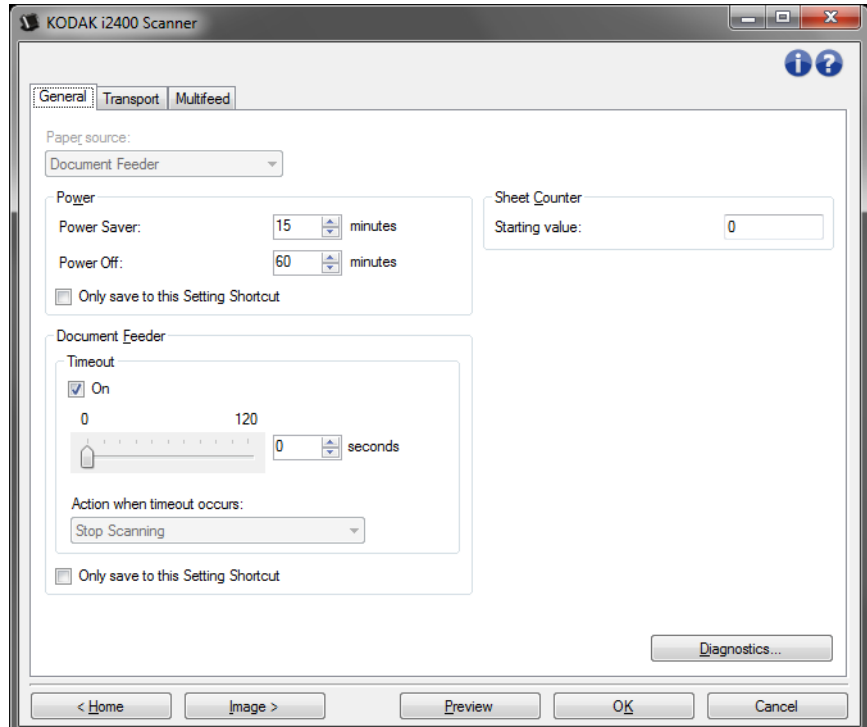 KODAK i2400 Scanner
General Transport Multifeed
Paper source:
Document Feeder
Power
Power Saver: 15 minutes
Power Off: 60 minutes
Only save to this Setting Shortcut
Sheet Counter
Starting value: 0
Document Feeder
Timeout
On
0 120
0 seconds
Action when timeout occurs:
Stop Scanning
Only save to this Setting Shortcut
Diagnostics...
< Home Image > Preview OK Cancel